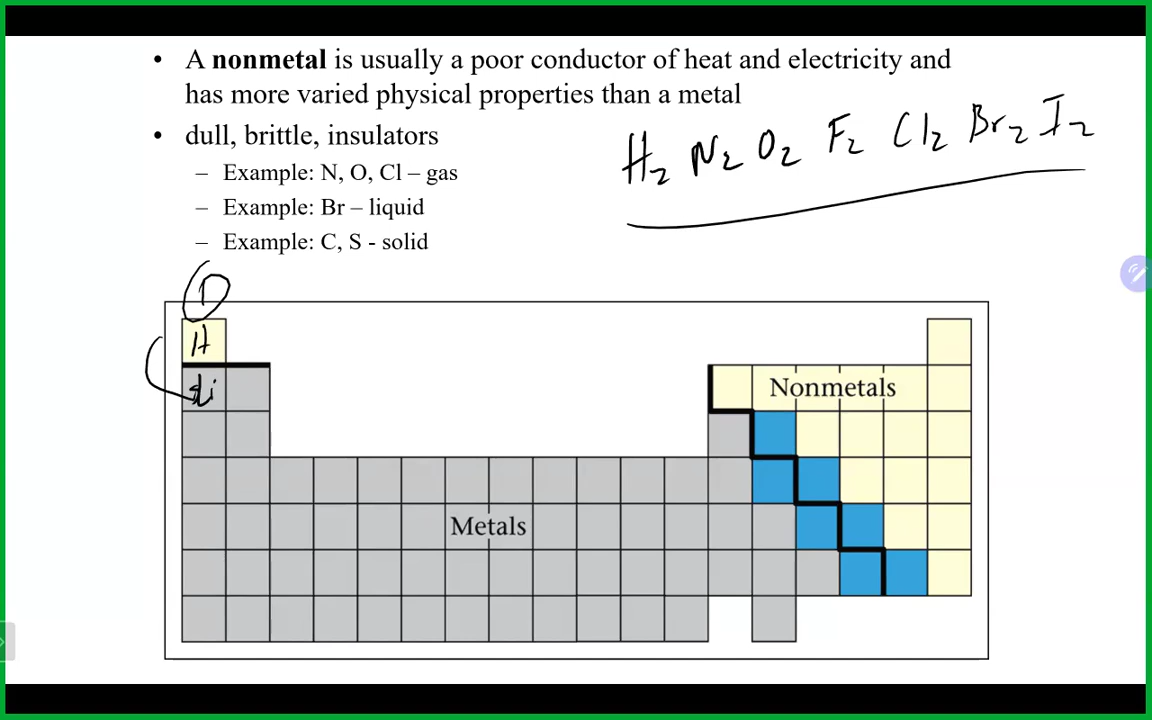 • A nonmetal is usually a poor conductor of heat and electricity and
has more varied physical properties than a metal
• dull, brittle, insulators
– Example: N, O, Cl – gas
– Example: Br – liquid
– Example: C, S - solid
H₂ N₂ O₂ F₂ Cl₂ Br₂ I₂
1
H
Li
Nonmetals
Metals